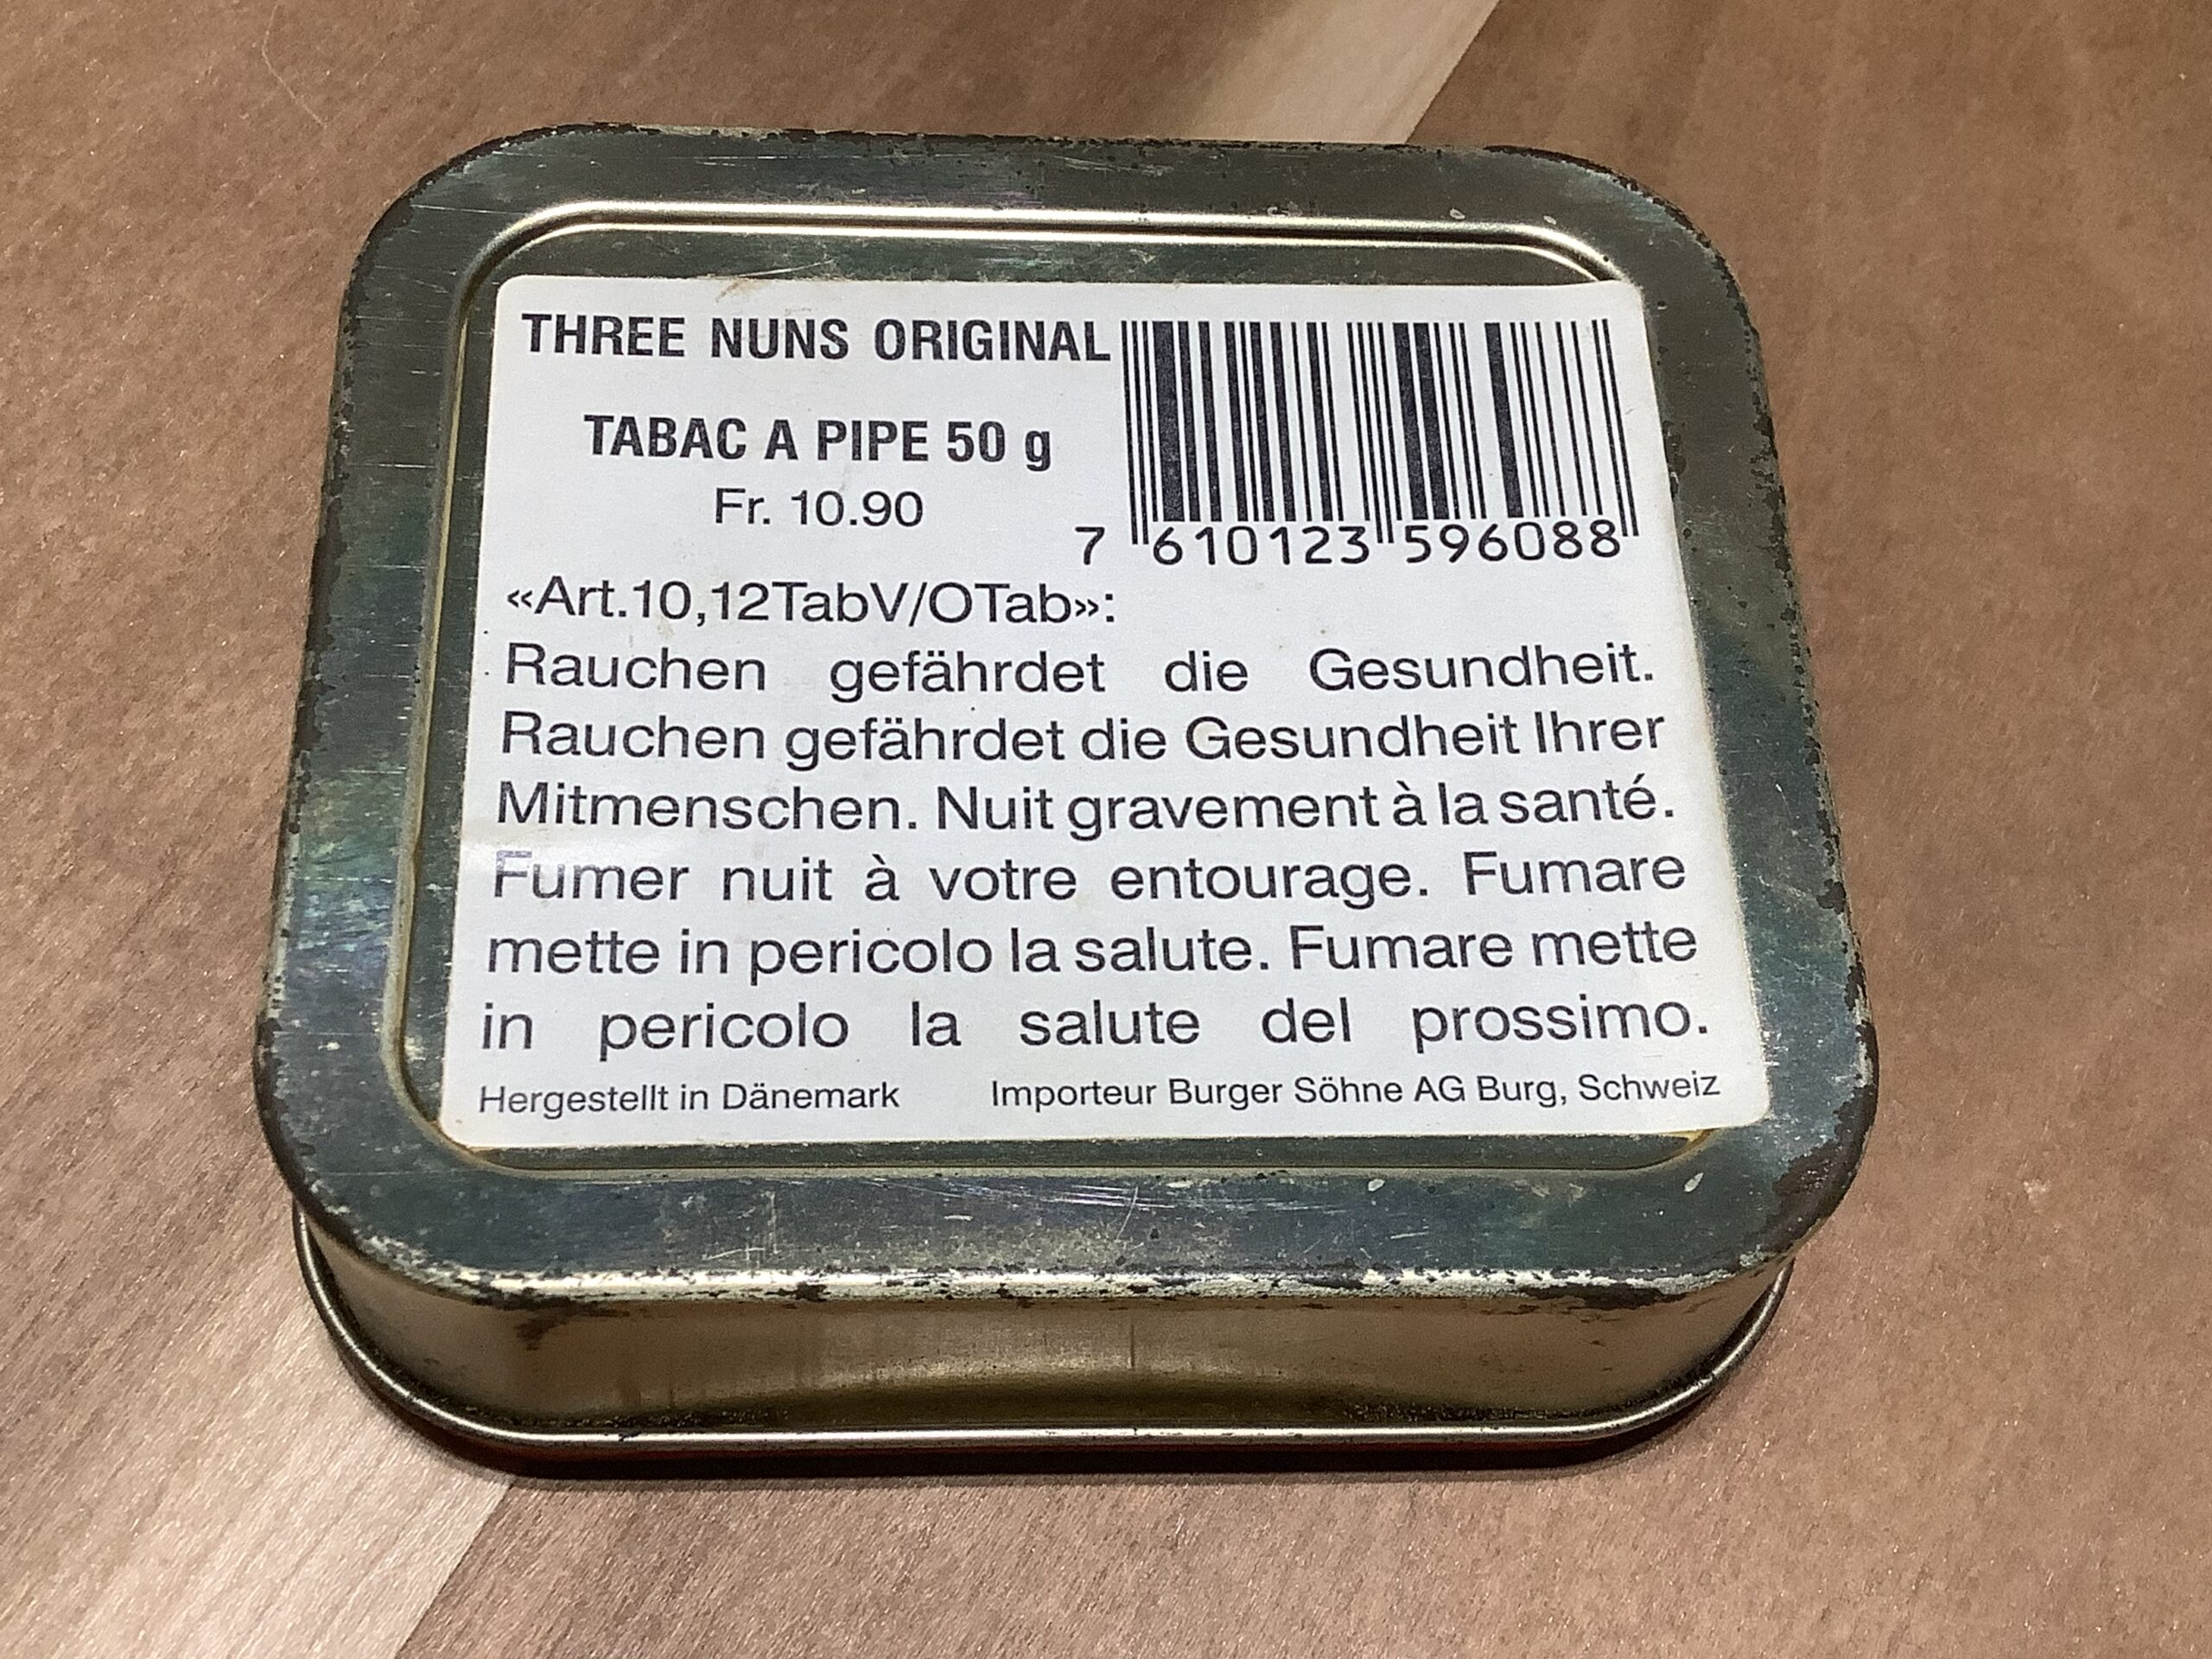 THREE NUNS ORIGINAL
TABAC A PIPE 50 g
Fr. 10.90
7 610123 596088
«Art.10,12TabV/OTab»:
Rauchen gefährdet die Gesundheit.
Rauchen gefährdet die Gesundheit Ihrer
Mitmenschen. Nuit gravement à la santé.
Fumer nuit à votre entourage. Fumare
mette in pericolo la salute. Fumare mette
in pericolo la salute del prossimo.
Hergestellt in Dänemark Importeur Burger Söhne AG Burg, Schweiz